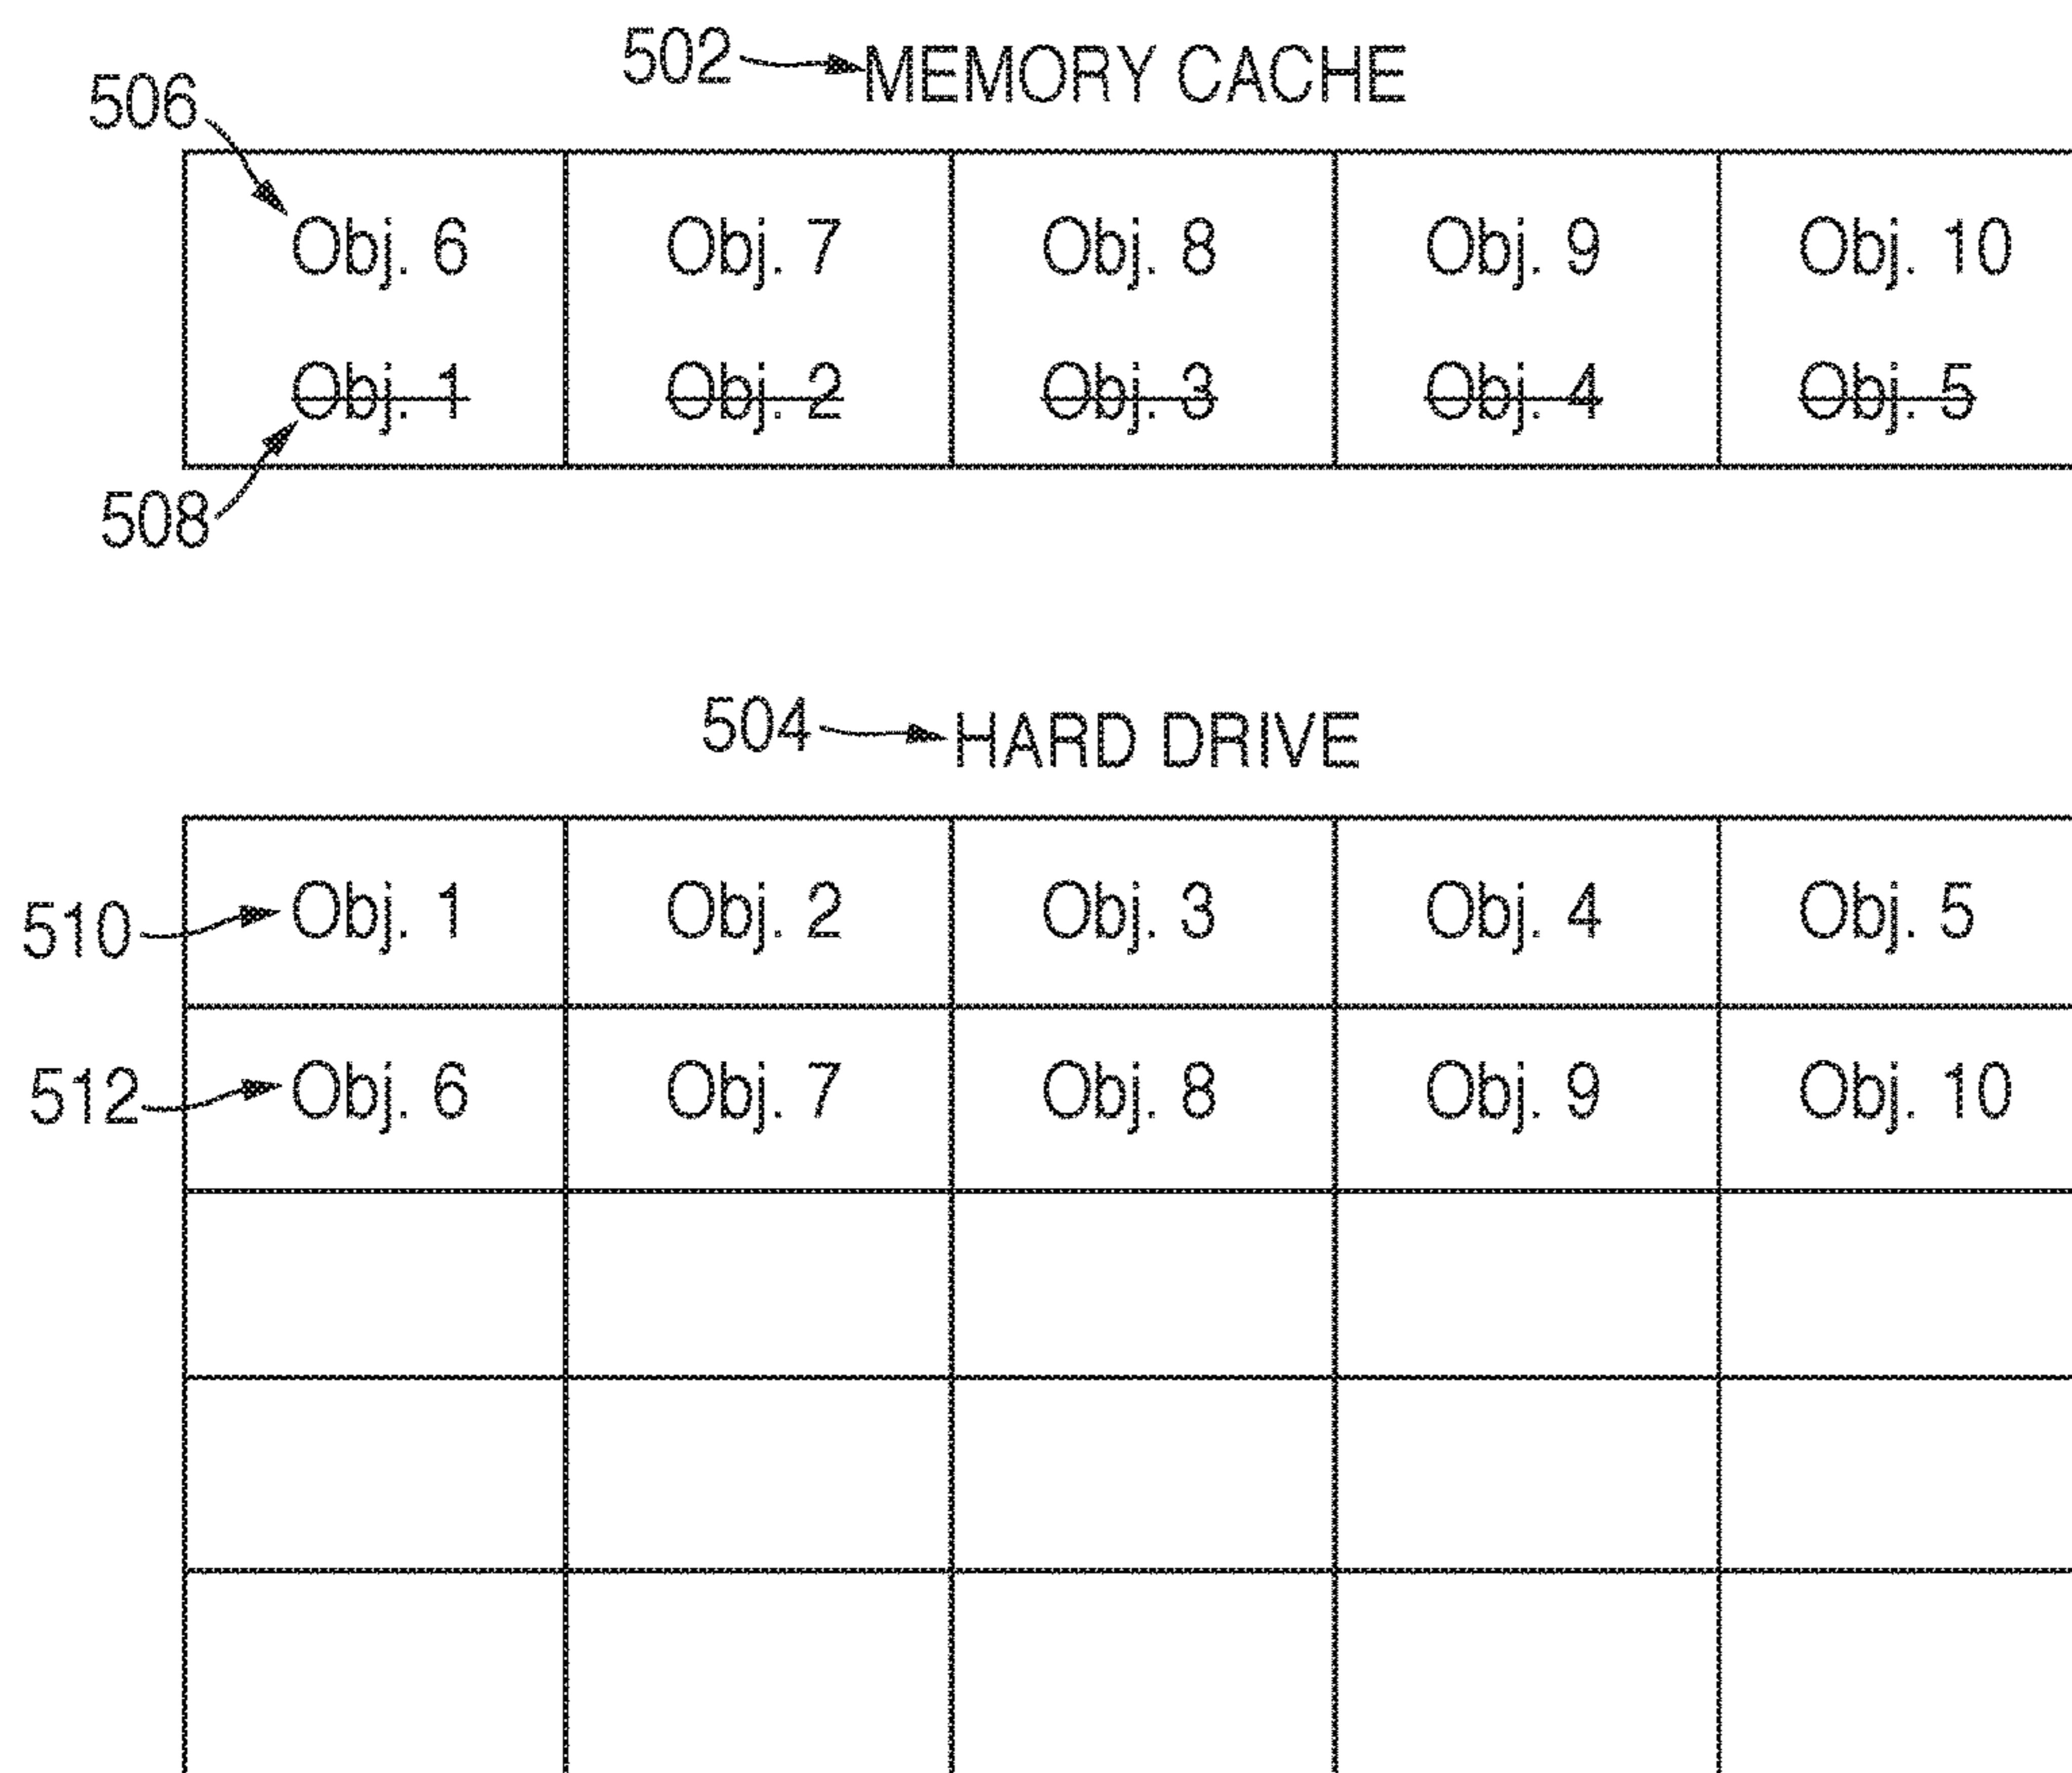 502 MEMORY CACHE
506
Obj. 6 Obj. 7 Obj. 8 Obj. 9 Obj. 10
Obj. 1 Obj. 2 Obj. 3 Obj. 4 Obj. 5
508
504 HARD DRIVE
510 Obj. 1 Obj. 2 Obj. 3 Obj. 4 Obj. 5
512 Obj. 6 Obj. 7 Obj. 8 Obj. 9 Obj. 10